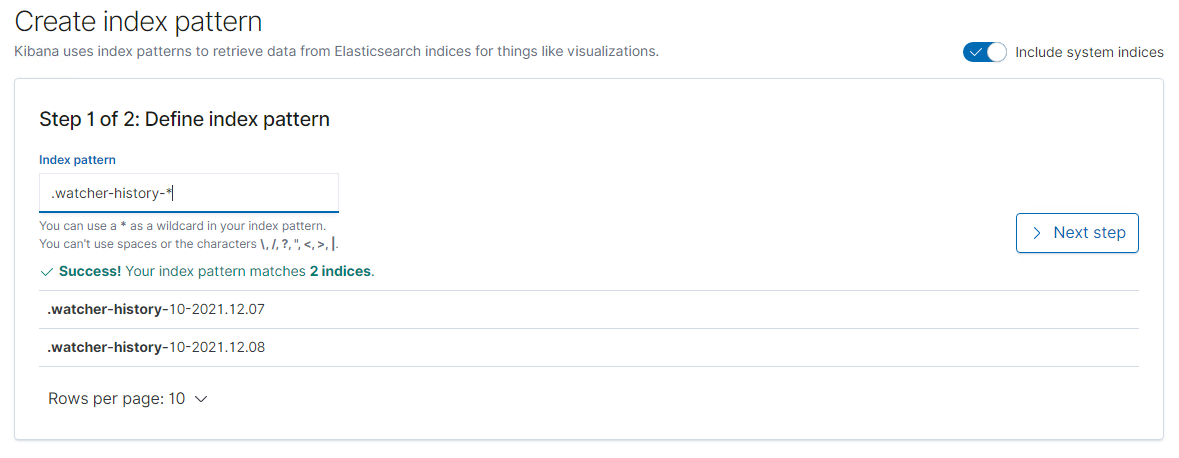 Create index pattern
Kibana uses index patterns to retrieve data from Elasticsearch indices for things like visualizations.
Include system indices
Step 1 of 2: Define index pattern
Index pattern
.watcher-history-*
You can use a * as a wildcard in your index pattern.
You can't use spaces or the characters \, /, ?, ", <, >, |.
Next step
Success! Your index pattern matches 2 indices.
.watcher-history-10-2021.12.07
.watcher-history-10-2021.12.08
Rows per page: 10